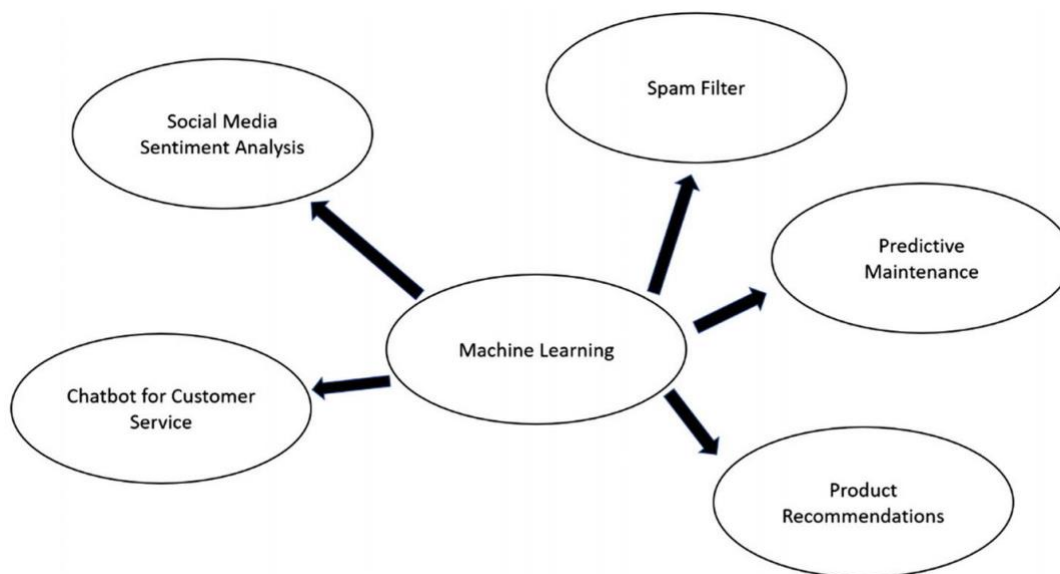 Spam Filter
Social Media
Sentiment Analysis
Predictive
Maintenance
Machine Learning
Chatbot for Customer
Service
Product
Recommendations